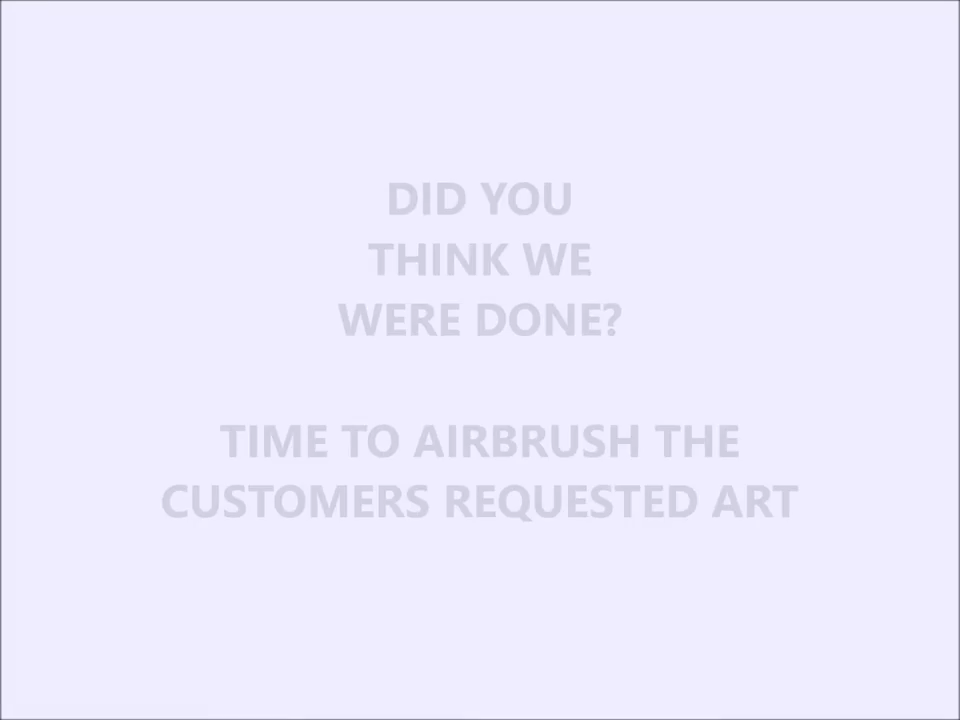 DID YOU
THINK WE
WERE DONE?
TIME TO AIRBRUSH THE
CUSTOMERS REQUESTED ART